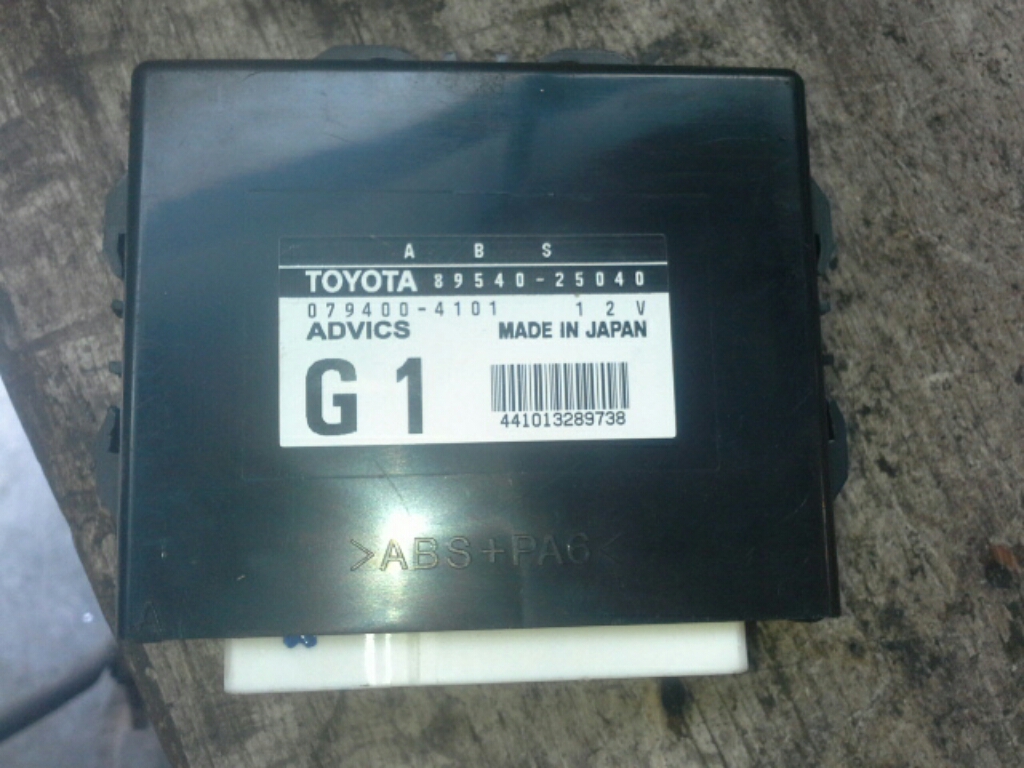 A B S
TOYOTA 89540-25040
079400-4101 12V
ADVICS MADE IN JAPAN
G1
441013289738
>ABS+PA6<
A